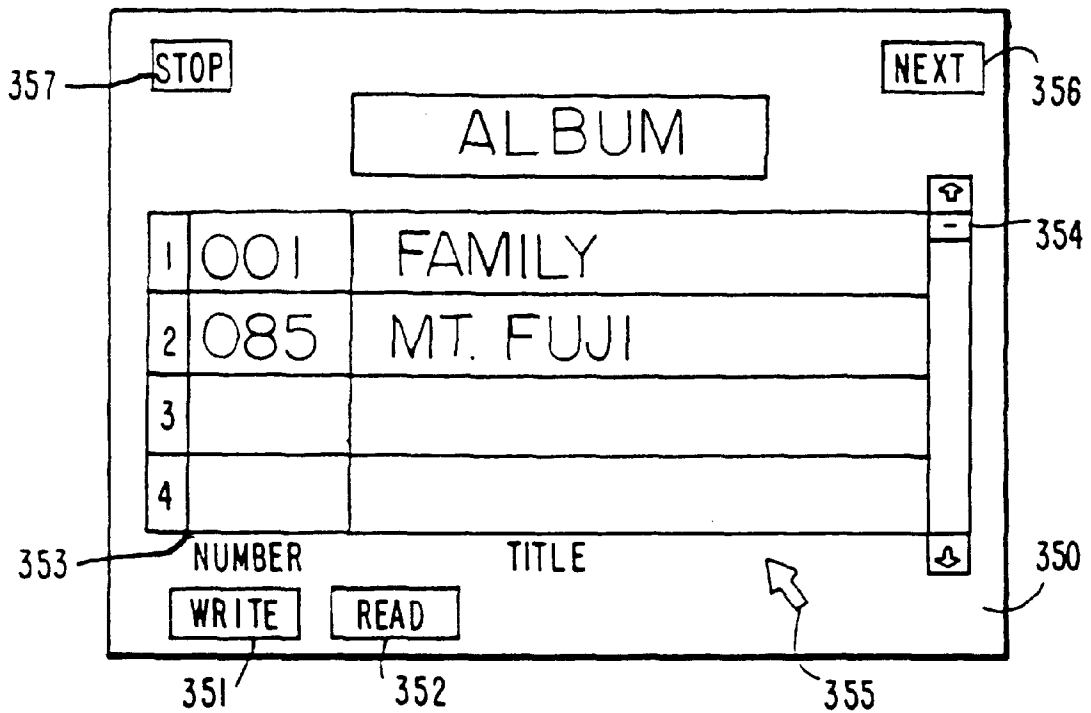 STOP
NEXT
357
356
ALBUM
354
1 001 FAMILY
2 085 MT. FUJI
3
4
353
NUMBER TITLE
350
WRITE READ
351 352 355